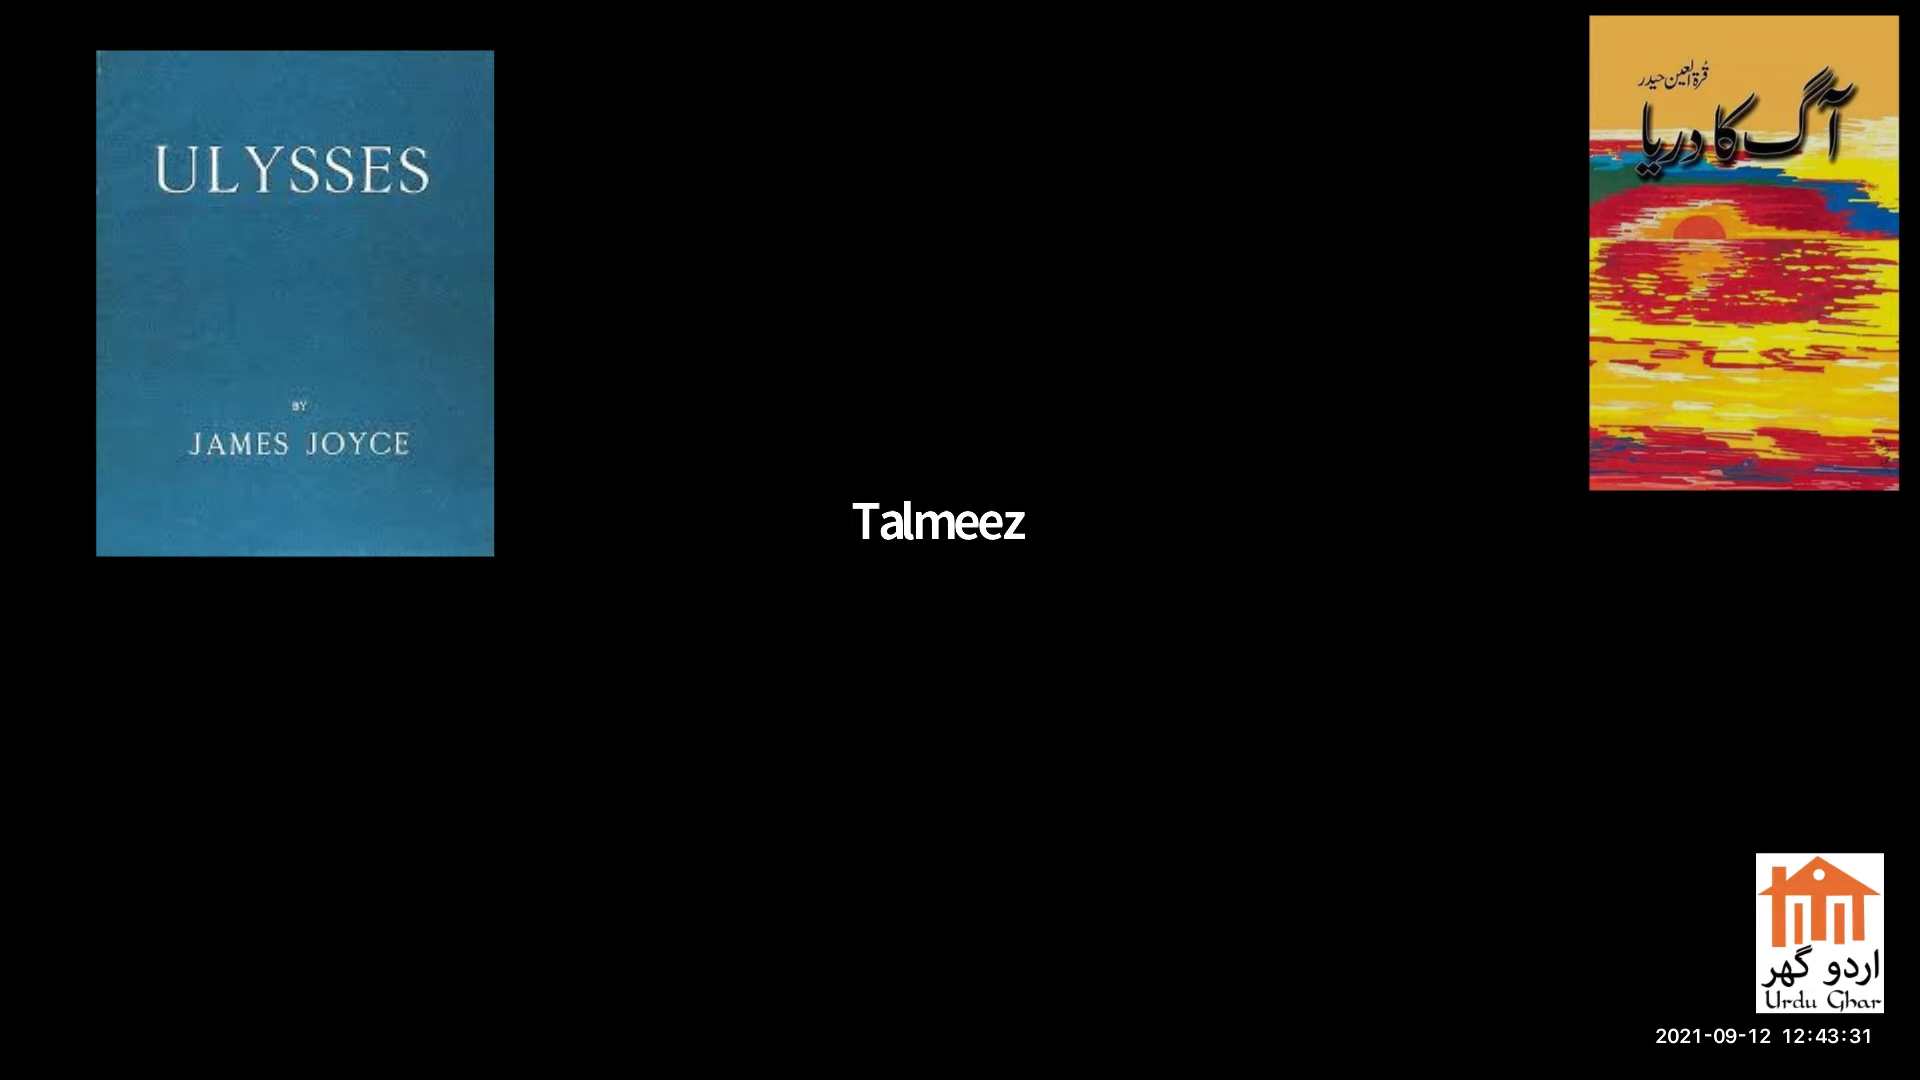 ULYSSES
BY
JAMES JOYCE
قرۃ العین حیدر
آگ کا دریا
Talmeez
اردو گھر
Urdu Ghar
2021-09-12 12:43:31